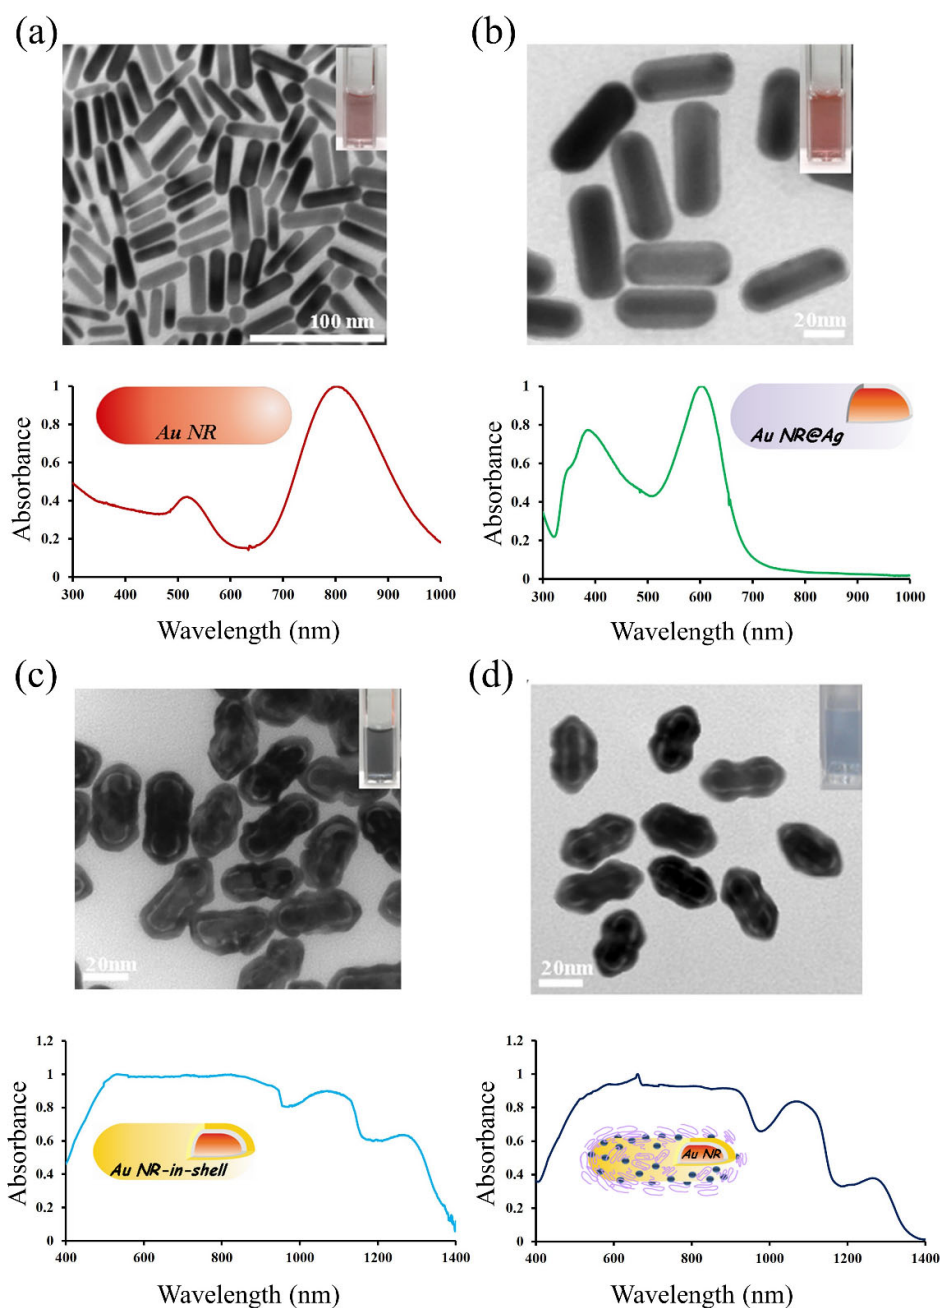 (a)
(b)
100 nm
20nm
1
0.8
0.6
0.4
0.2
0
Absorbance
Au NR
300 400 500 600 700 800 900 1000
Wavelength (nm)
1
0.8
0.6
0.4
0.2
0
Absorbance
Au NR@Ag
300 400 500 600 700 800 900 1000
Wavelength (nm)
(c)
(d)
20nm
20nm
1.2
1
0.8
0.6
0.4
0.2
0
Absorbance
Au NR-in-shell
400 600 800 1000 1200 1400
Wavelength (nm)
1.2
1
0.8
0.6
0.4
0.2
0
Absorbance
Au NR
400 600 800 1000 1200 1400
Wavelength (nm)